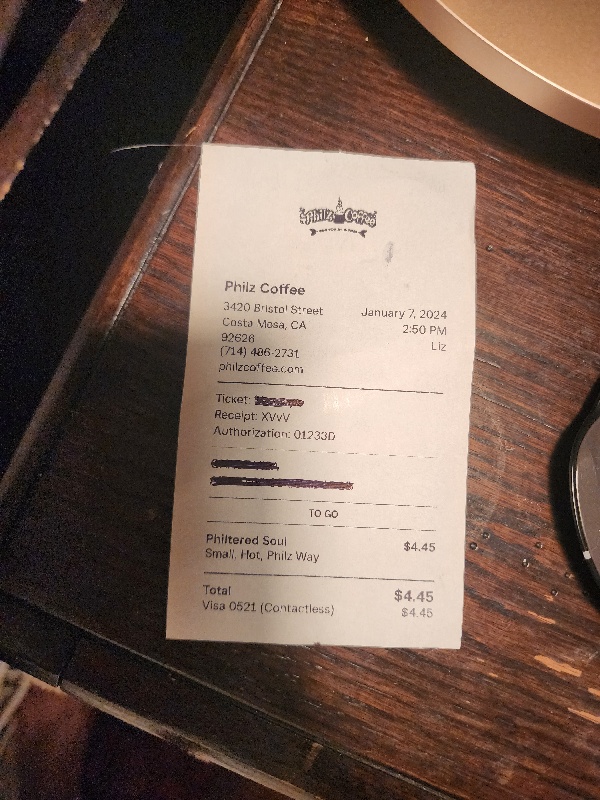 Philz Coffee
Philz Coffee
3420 Bristol Street
January 7, 2024
Costa Mesa, CA
2:50 PM
92626
Liz
(714) 486-2731
philzcoffee.com
Ticket:
Receipt: XVVV
Authorization: 01233D
TO GO
Philtered Soul
$4.45
Small, Hot, Philz Way
Total
$4.45
Visa 0521 (Contactless)
$4.45